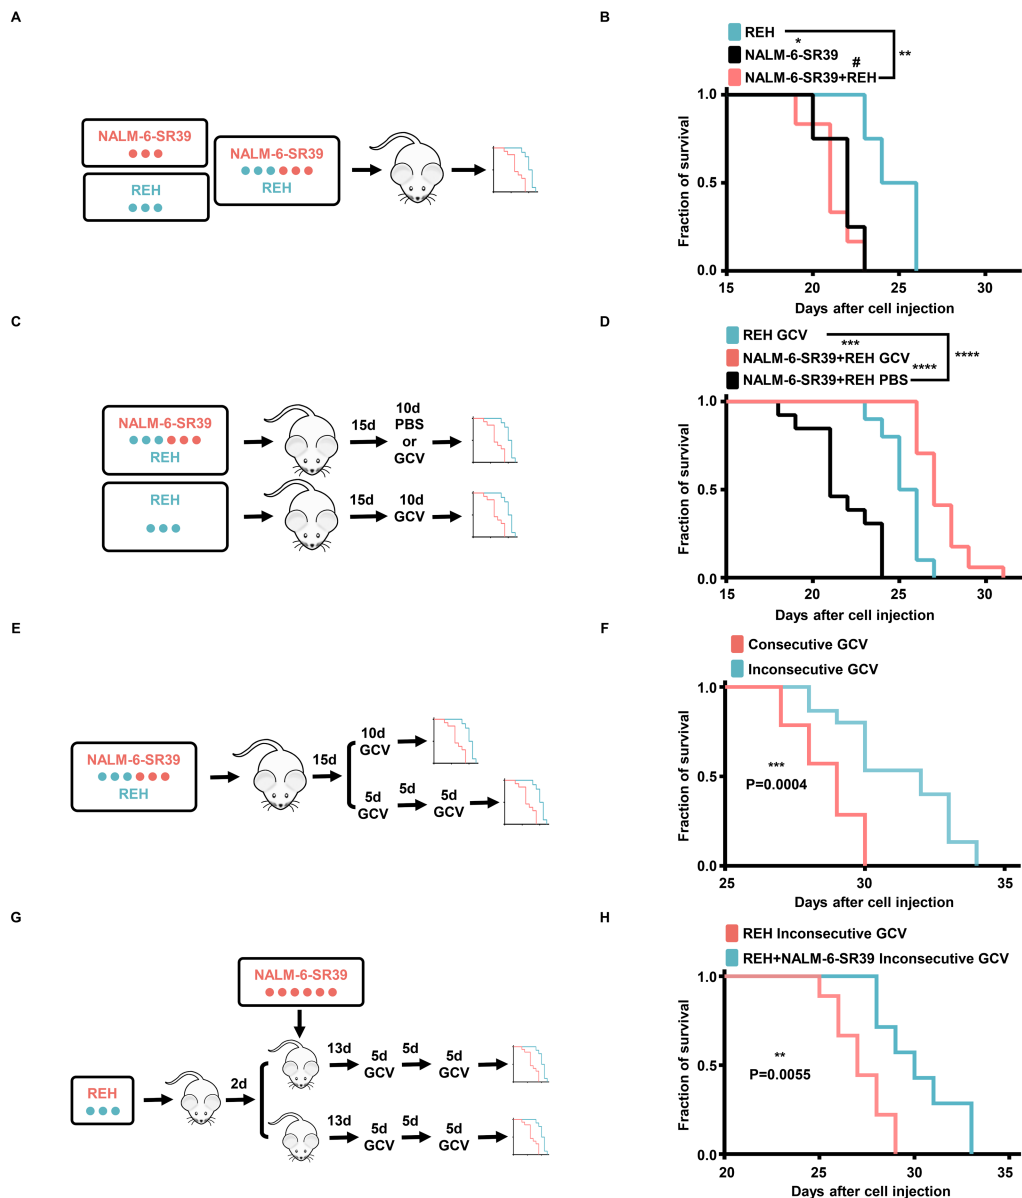 A
NALM-6-SR39
REH
NALM-6-SR39
REH
B
REH
*
NALM-6-SR39
**
#
NALM-6-SR39+REH
Fraction of survival
1.0
0.5
0.0
15
20
25
30
Days after cell injection
C
NALM-6-SR39
REH
15d
10d
PBS
or
GCV
REH
15d
10d
GCV
D
REH GCV
***
NALM-6-SR39+REH GCV
****
****
NALM-6-SR39+REH PBS
Fraction of survival
1.0
0.5
0.0
15
20
25
30
Days after cell injection
E
NALM-6-SR39
REH
15d
10d
GCV
5d
GCV
5d
5d
GCV
F
Consecutive GCV
Inconsecutive GCV
Fraction of survival
1.0
0.5
0.0
***
P=0.0004
25
30
35
Days after cell injection
G
NALM-6-SR39
REH
2d
13d
5d
GCV
5d
5d
GCV
13d
5d
GCV
5d
5d
GCV
H
REH Inconsecutive GCV
REH+NALM-6-SR39 Inconsecutive GCV
Fraction of survival
1.0
0.5
0.0
**
P=0.0055
20
25
30
35
Days after cell injection